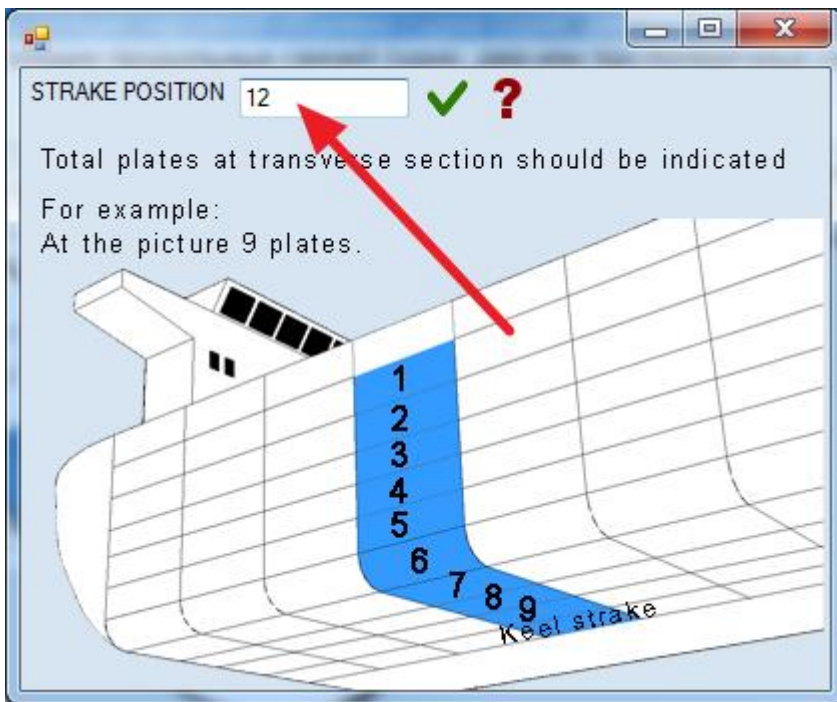 STRAKE POSITION 12
Total plates at transverse section should be indicated
For example:
At the picture 9 plates.
1
2
3
4
5
6
7
8
9
Keel strake